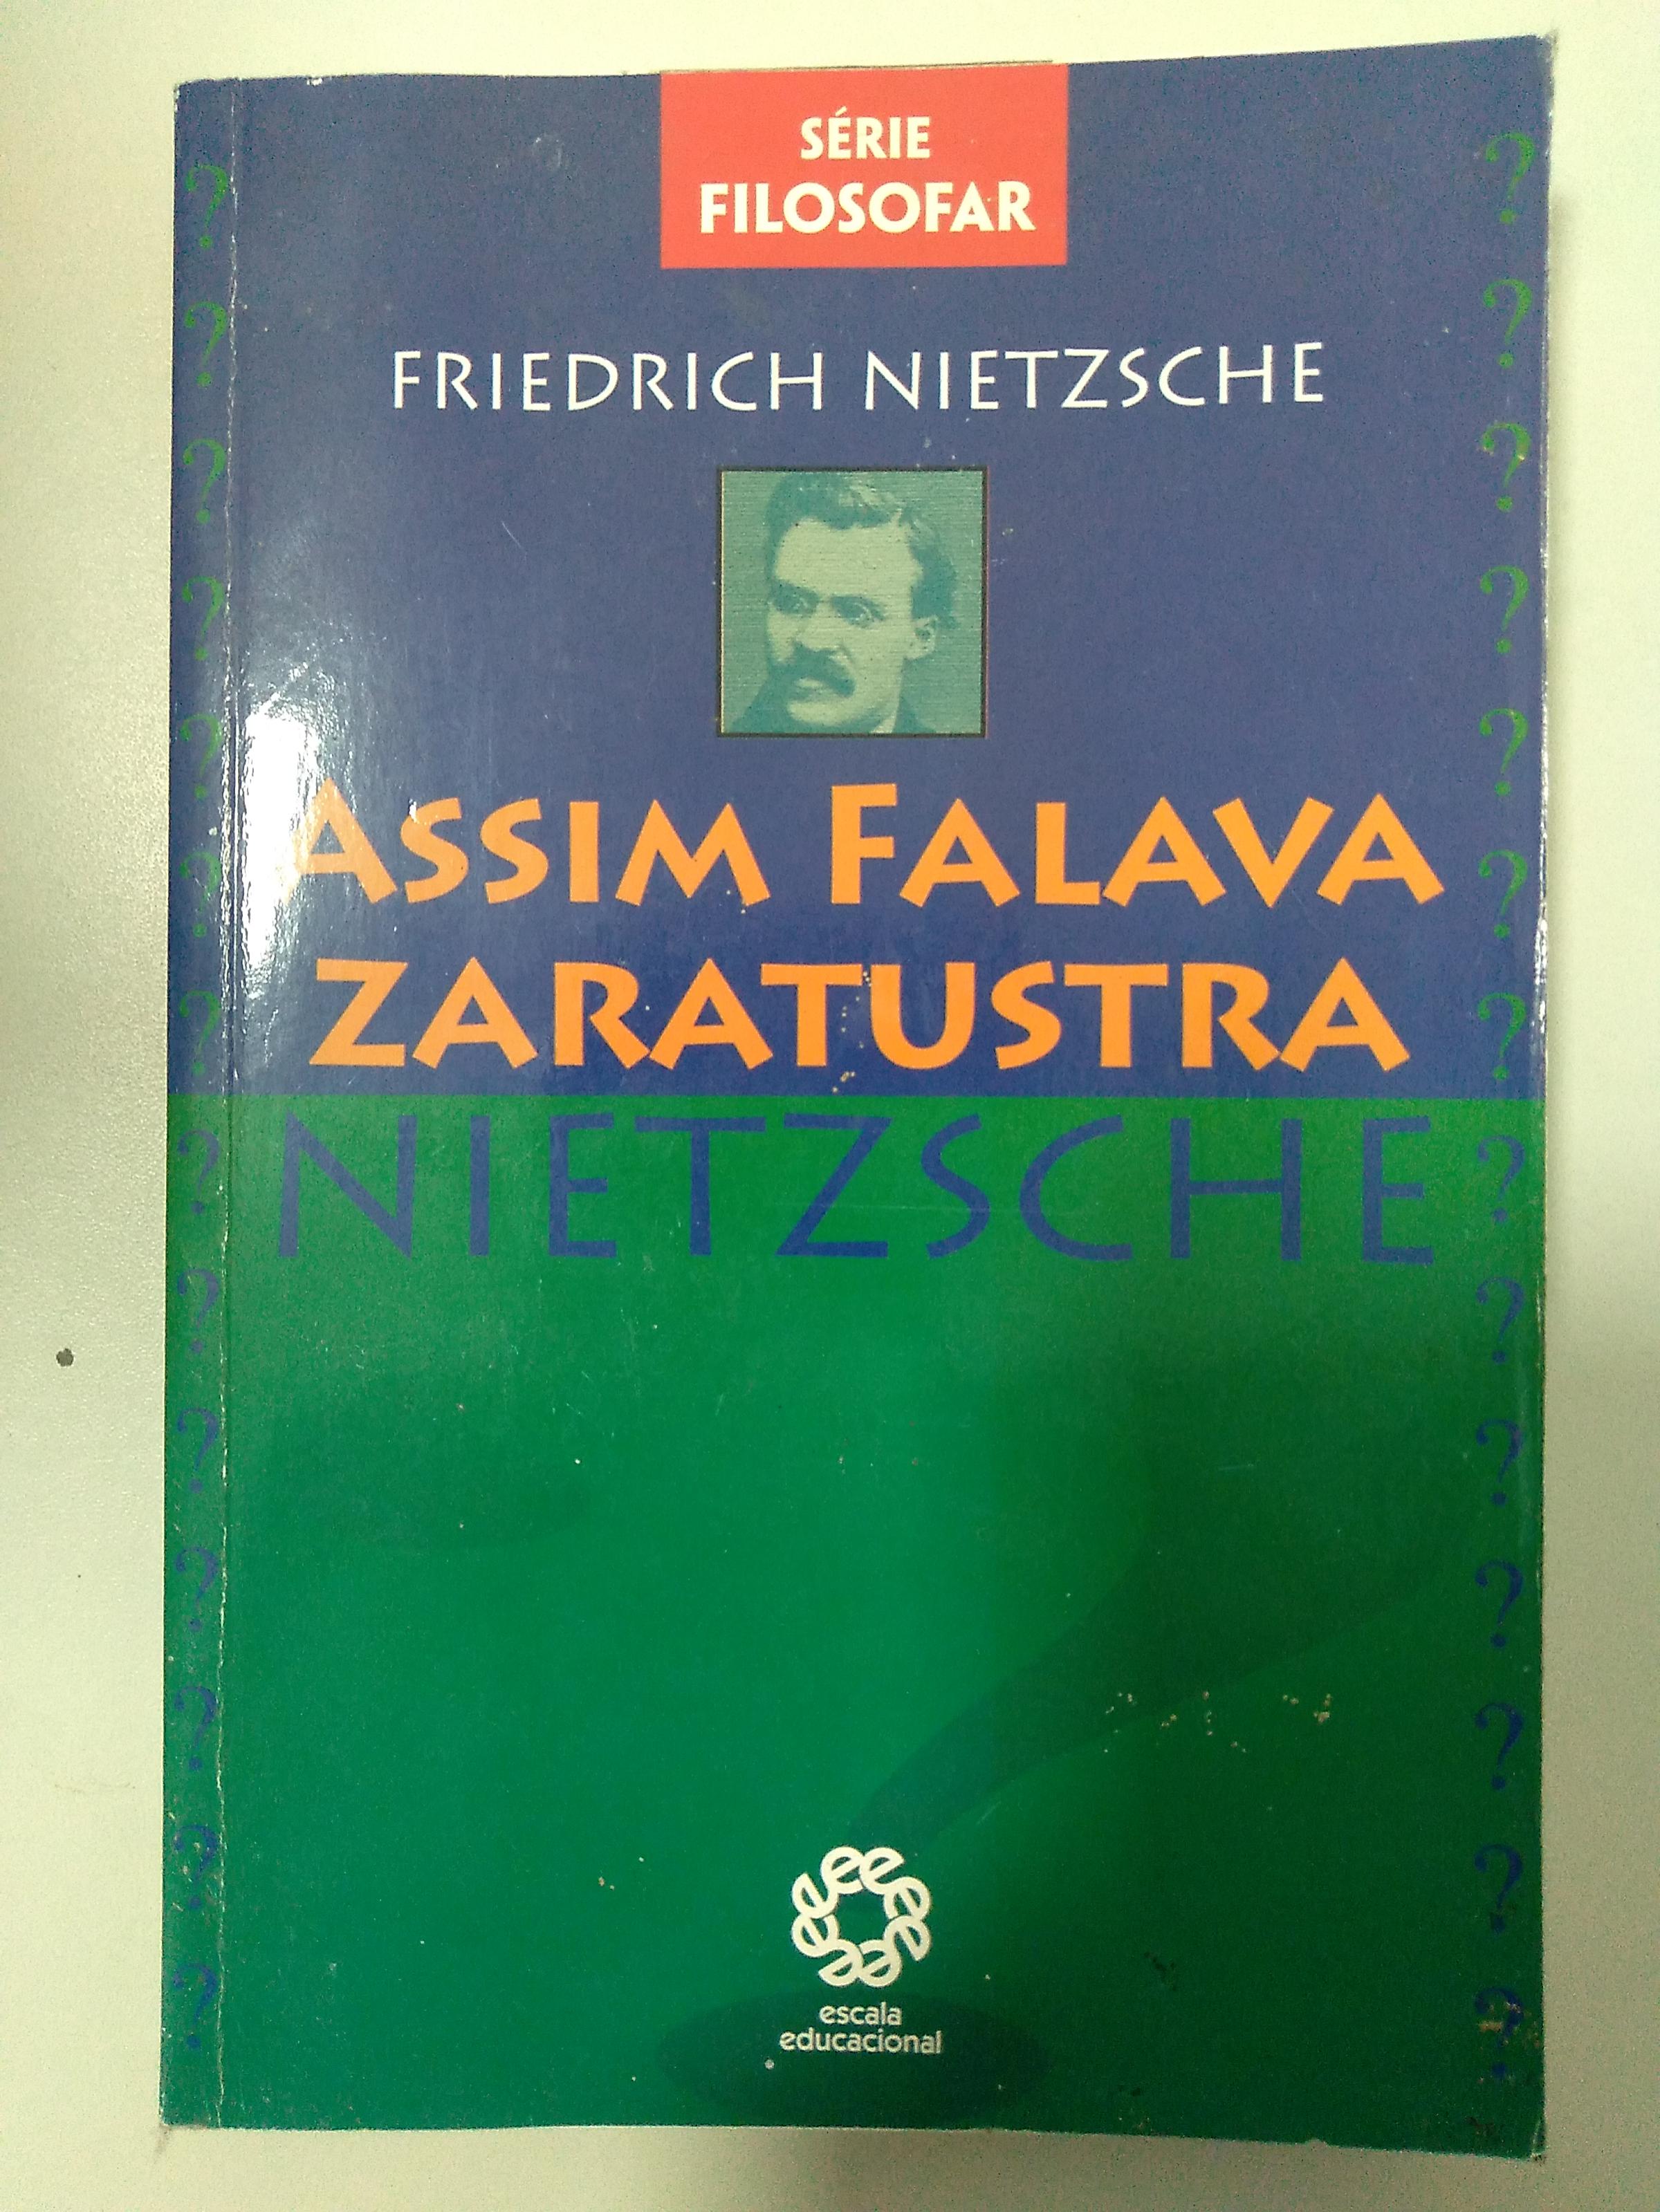 SÉRIE
FILOSOFAR
FRIEDRICH NIETZSCHE
ASSIM FALAVA
ZARATUSTRA
NIETZSCHE
escala
educacional